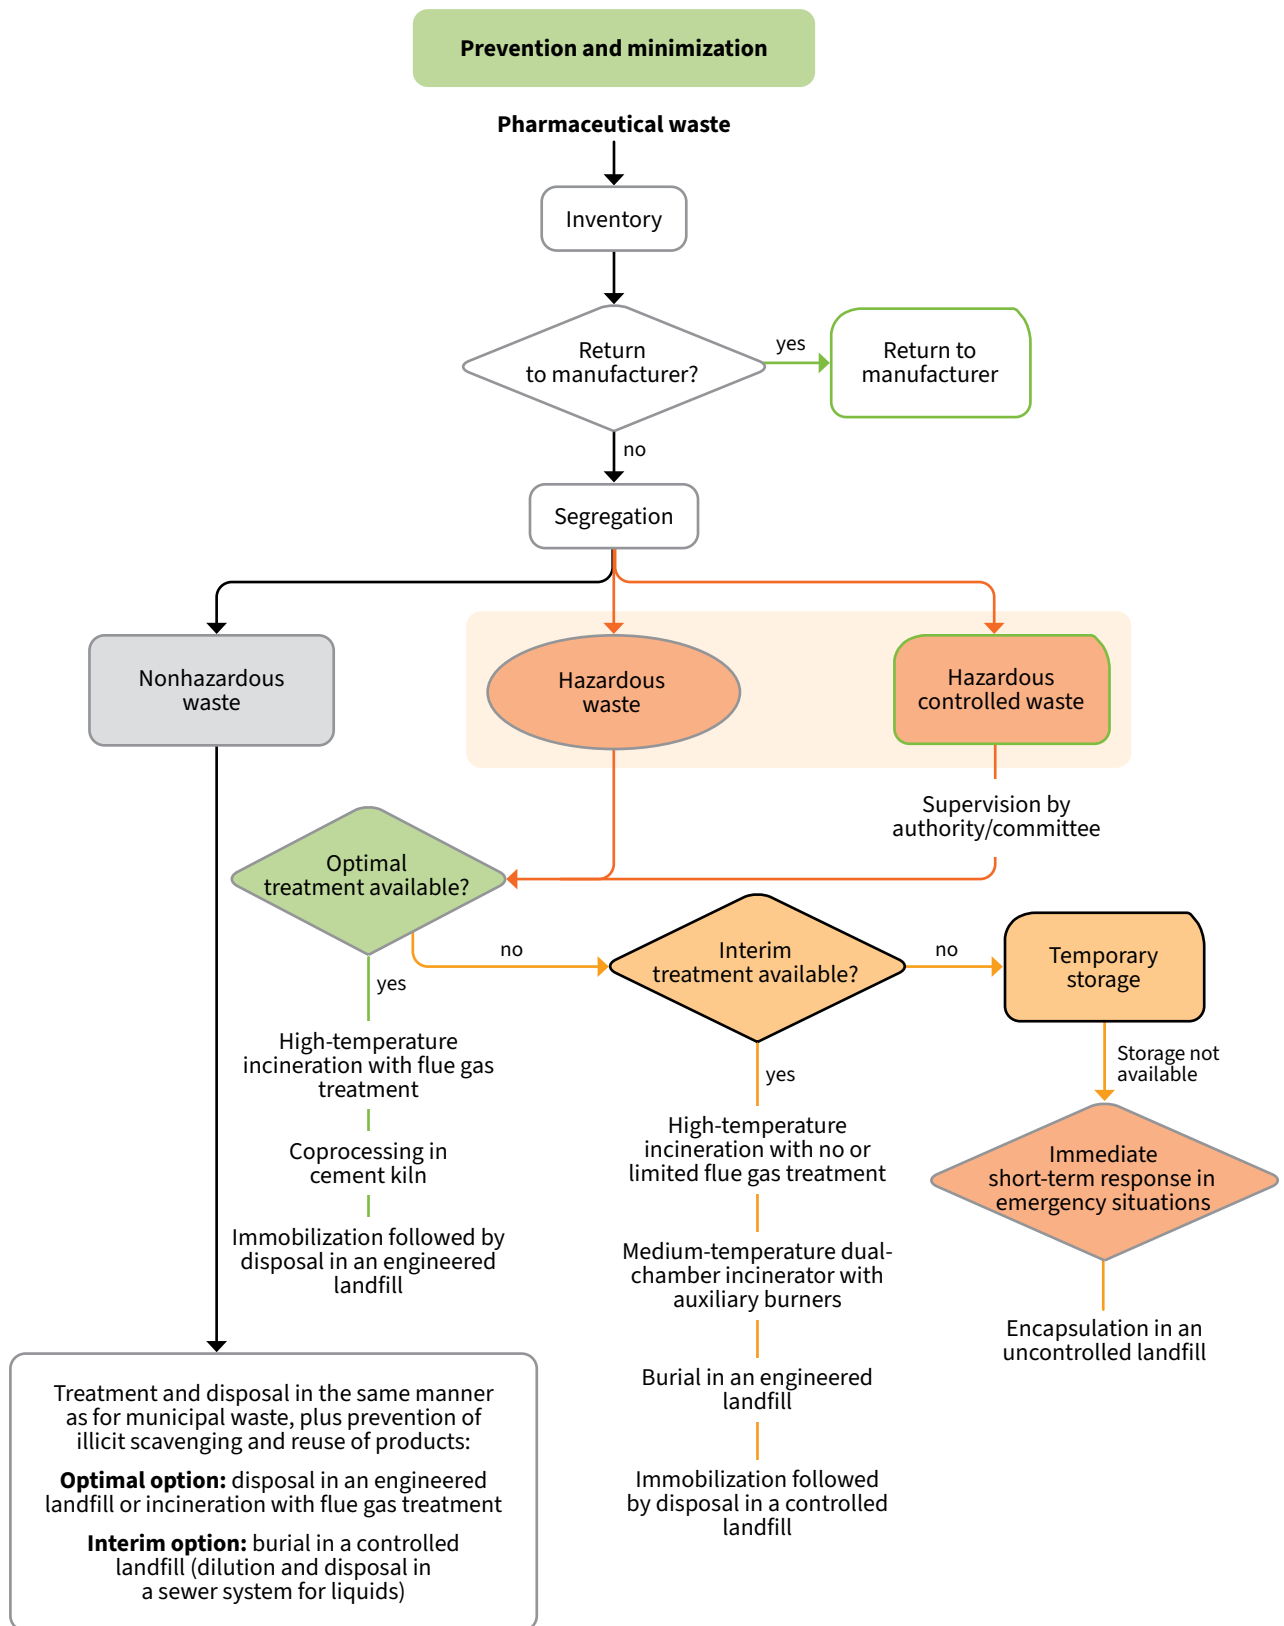 Prevention and minimization
Pharmaceutical waste
Inventory
Return
to manufacturer?
yes
Return to
manufacturer
no
Segregation
Nonhazardous
waste
Hazardous
waste
Hazardous
controlled waste
Supervision by
authority/committee
Optimal
treatment available?
no
Interim
treatment available?
no
Temporary
storage
yes
High-temperature
incineration with flue gas
treatment
Coprocessing in
cement kiln
Immobilization followed by
disposal in an engineered
landfill
yes
High-temperature
incineration with no or
limited flue gas treatment
Medium-temperature dual-
chamber incinerator with
auxiliary burners
Burial in an engineered
landfill
Immobilization followed
by disposal in a controlled
landfill
Storage not
available
Immediate
short-term response in
emergency situations
Encapsulation in an
uncontrolled landfill
Treatment and disposal in the same manner
as for municipal waste, plus prevention of
illicit scavenging and reuse of products:
Optimal option: disposal in an engineered
landfill or incineration with flue gas treatment
Interim option: burial in a controlled
landfill (dilution and disposal in
a sewer system for liquids)